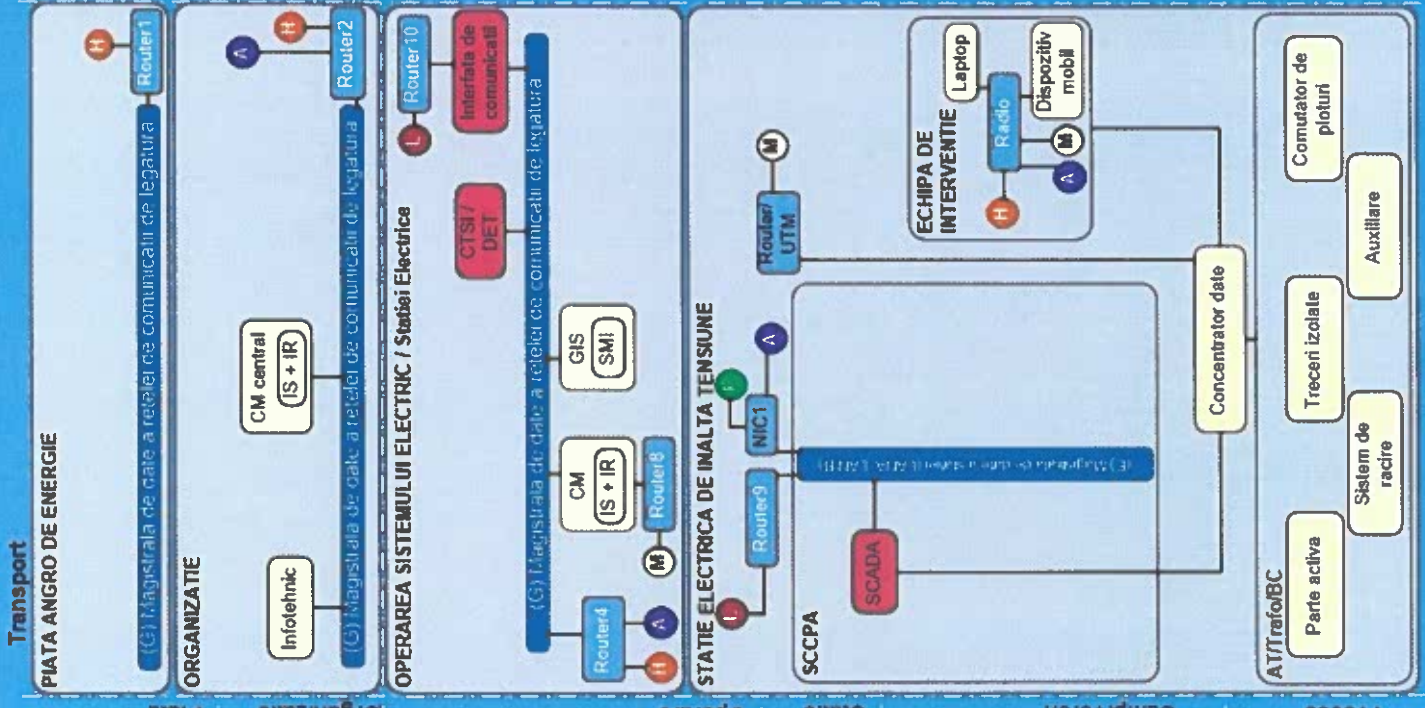 Transport
PIATA ANGRO DE ENERGIE
H
Router1
(G) Magistrala de date a retelei de comunicatii de legatura
ORGANIZATIE
A
H
Router2
CM central
IS + IR
Infotehnic
(G) Magistrala de date a retelei de comunicatii de legatura
OPERAREA SISTEMULUI ELECTRIC / Statiei Electrice
L
Router10
Interfata de
comunicatii
CTSI /
DET
(G) Magistrala de date a retelei de comunicatii de legatura
GIS
SMI
CM
IS + IR
Router8
M
Router4
H
A
STATIE ELECTRICA DE INALTA TENSIUNE
L
Router9
NIC1
A
Router/
UTM
M
ECHIPA DE
INTERVENTIE
Laptop
Radio
Dispozitiv
mobil
H
A
M
SCCPA
SCADA
Concentrator date
AT/Trafo/BC
Parte activa
Sistem de
racire
Treceri izolate
Auxiliare
Comutator de
ploturi